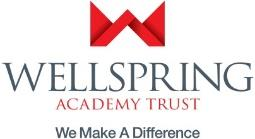 WELLSPRING
ACADEMY TRUST
We Make A Difference